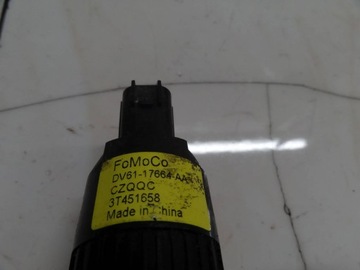 FoMoCo
DV61-17664-AA
CZQQC
3T451658
Made in China